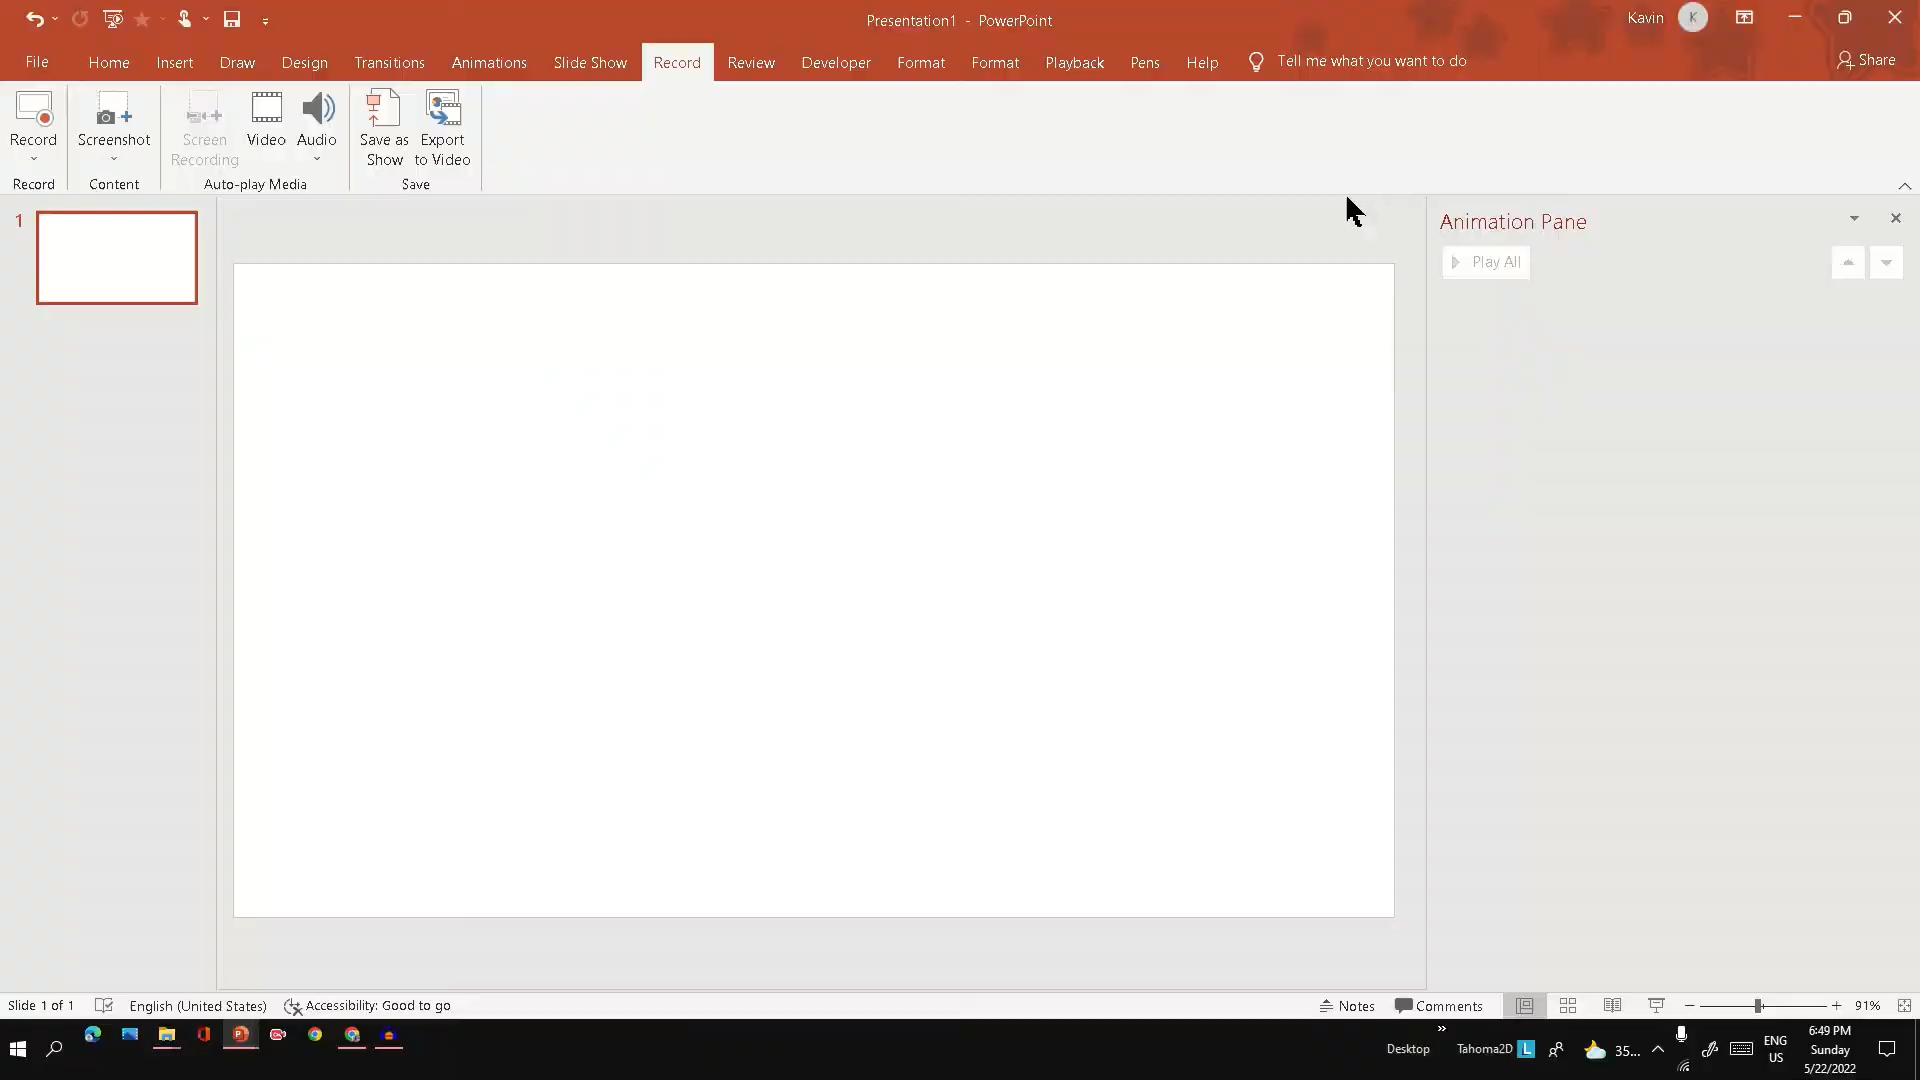 Presentation1 - PowerPoint
Kavin K
File Home Insert Draw Design Transitions Animations Slide Show Record Review Developer Format Format Playback Pens Help Tell me what you want to do Share
Record Screenshot Screen Recording Video Audio Save as Show Export to Video
Record Content Auto-play Media Save
1
Animation Pane
Play All
Slide 1 of 1 English (United States) Accessibility: Good to go Notes Comments 91%
Desktop » Tahoma2D L 35... ENG US
6:49 PM
Sunday
5/22/2022